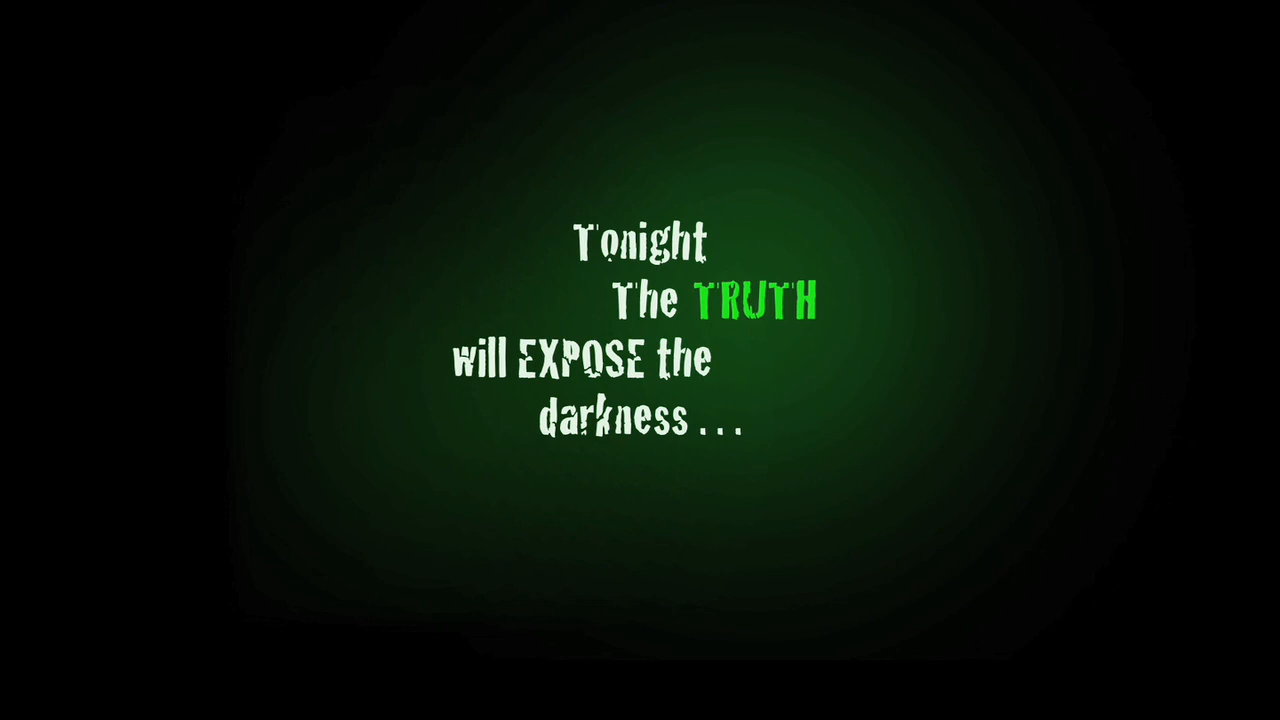 Tonight
The TRUTH
will EXPOSE the
darkness . . .